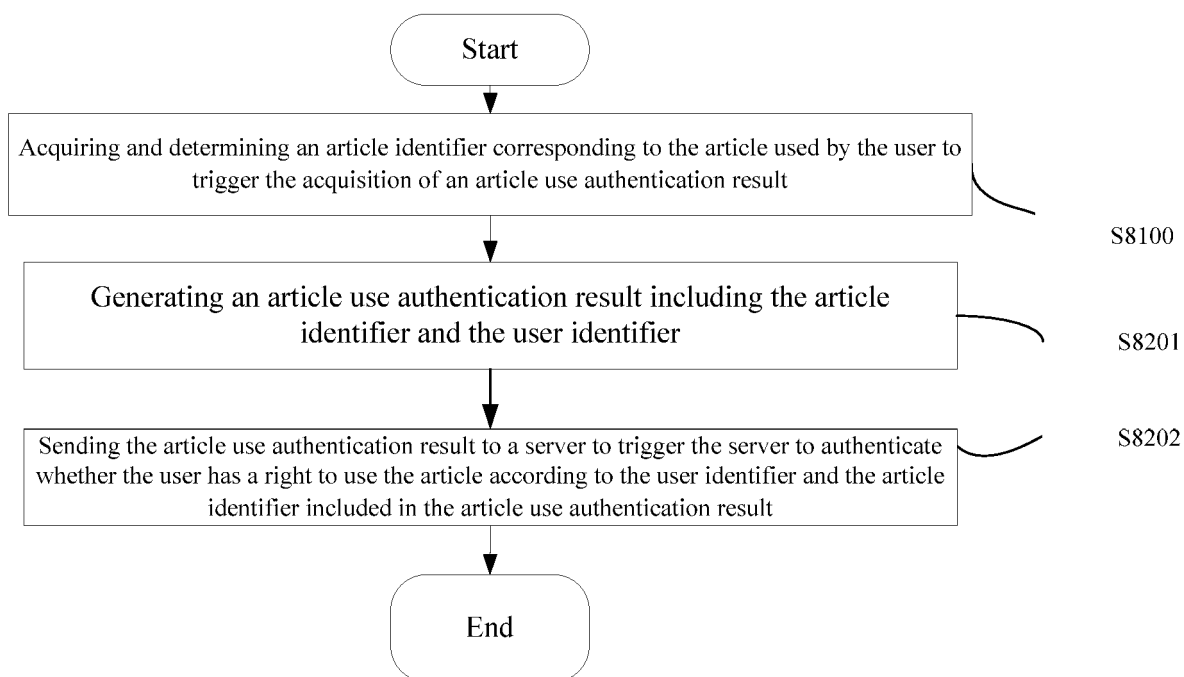 Start
Acquiring and determining an article identifier corresponding to the article used by the user to
trigger the acquisition of an article use authentication result
S8100
Generating an article use authentication result including the article
identifier and the user identifier
S8201
Sending the article use authentication result to a server to trigger the server to authenticate
whether the user has a right to use the article according to the user identifier and the article
identifier included in the article use authentication result
S8202
End